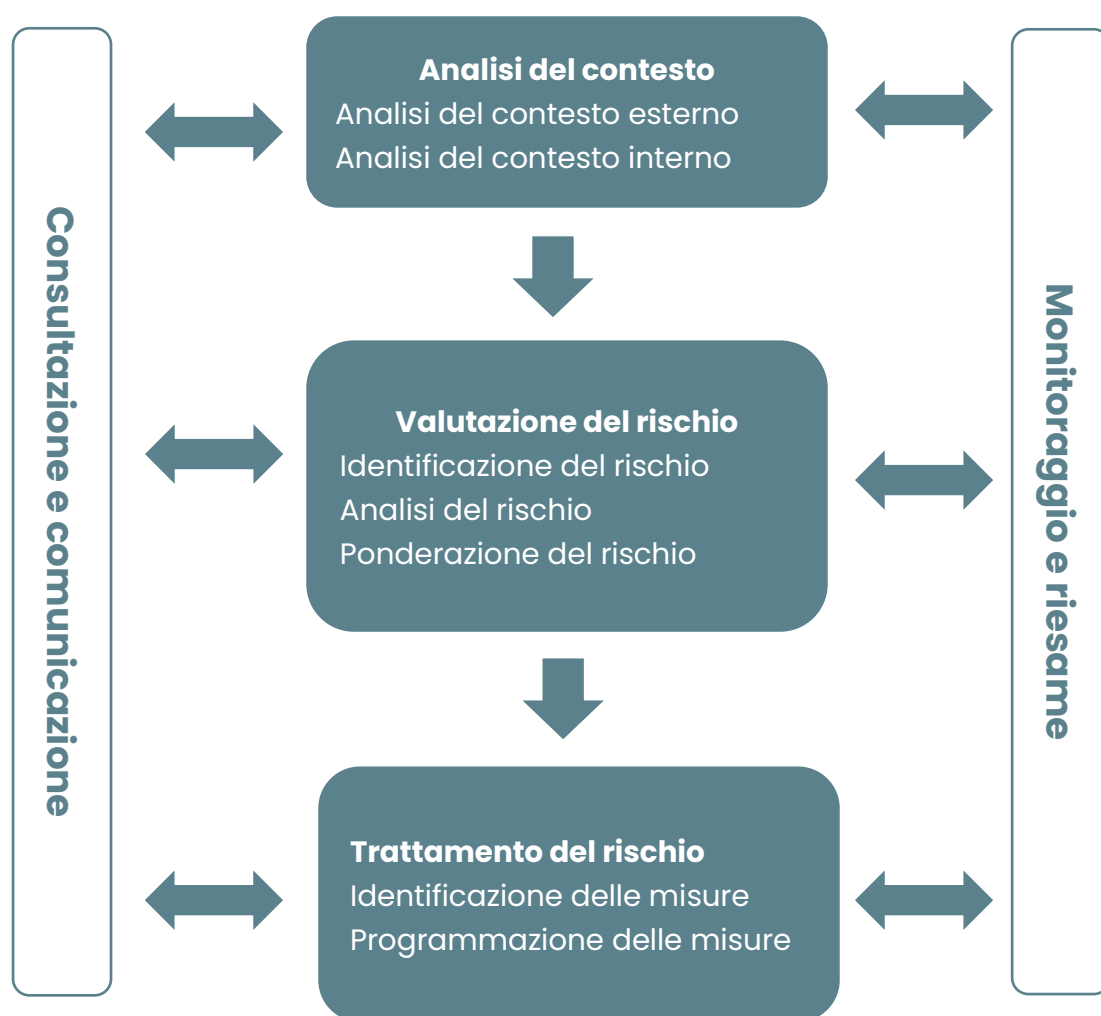 Consultazione e comunicazione
Analisi del contesto
Analisi del contesto esterno
Analisi del contesto interno
Valutazione del rischio
Identificazione del rischio
Analisi del rischio
Ponderazione del rischio
Trattamento del rischio
Identificazione delle misure
Programmazione delle misure
Monitoraggio e riesame